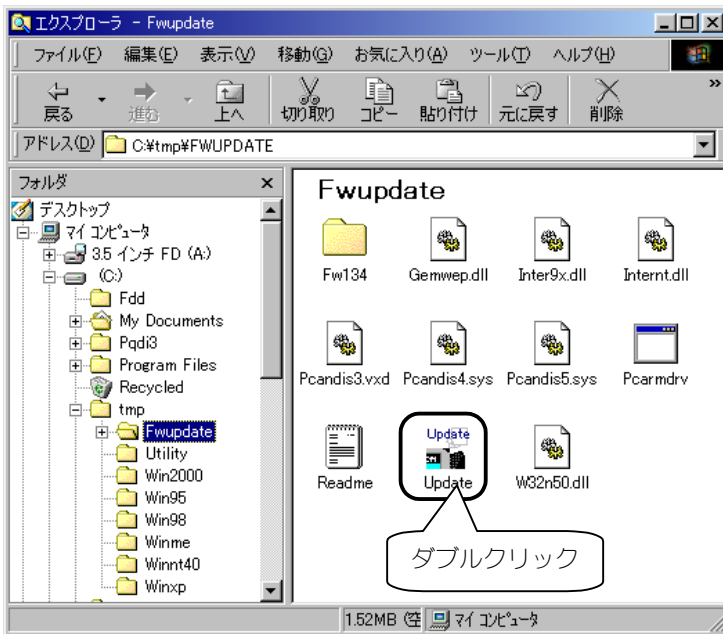 エクスプローラ - Fwupdate
ファイル(F) 編集(E) 表示(V) 移動(G) お気に入り(A) ツール(T) ヘルプ(H)
戻る 進む 上へ 切り取り コピー 貼り付け 元に戻す 削除 »
アドレス(D) C:¥tmp¥FWUPDATE
フォルダ ×
デスクトップ
マイ コンピュータ
3.5 インチ FD (A:)
(C:)
Fdd
My Documents
Pqdi3
Program Files
Recycled
tmp
Fwupdate
Utility
Win2000
Win95
Win98
Winme
Winnt40
Winxp
Fwupdate
Fw134 Gemwep.dll Inter9x.dll Internt.dll
Pcandis3.vxd Pcandis4.sys Pcandis5.sys Pcarmdrv
Update
Readme Update W32n50.dll
ダブルクリック
1.52MB (空 マイ コンピュータ